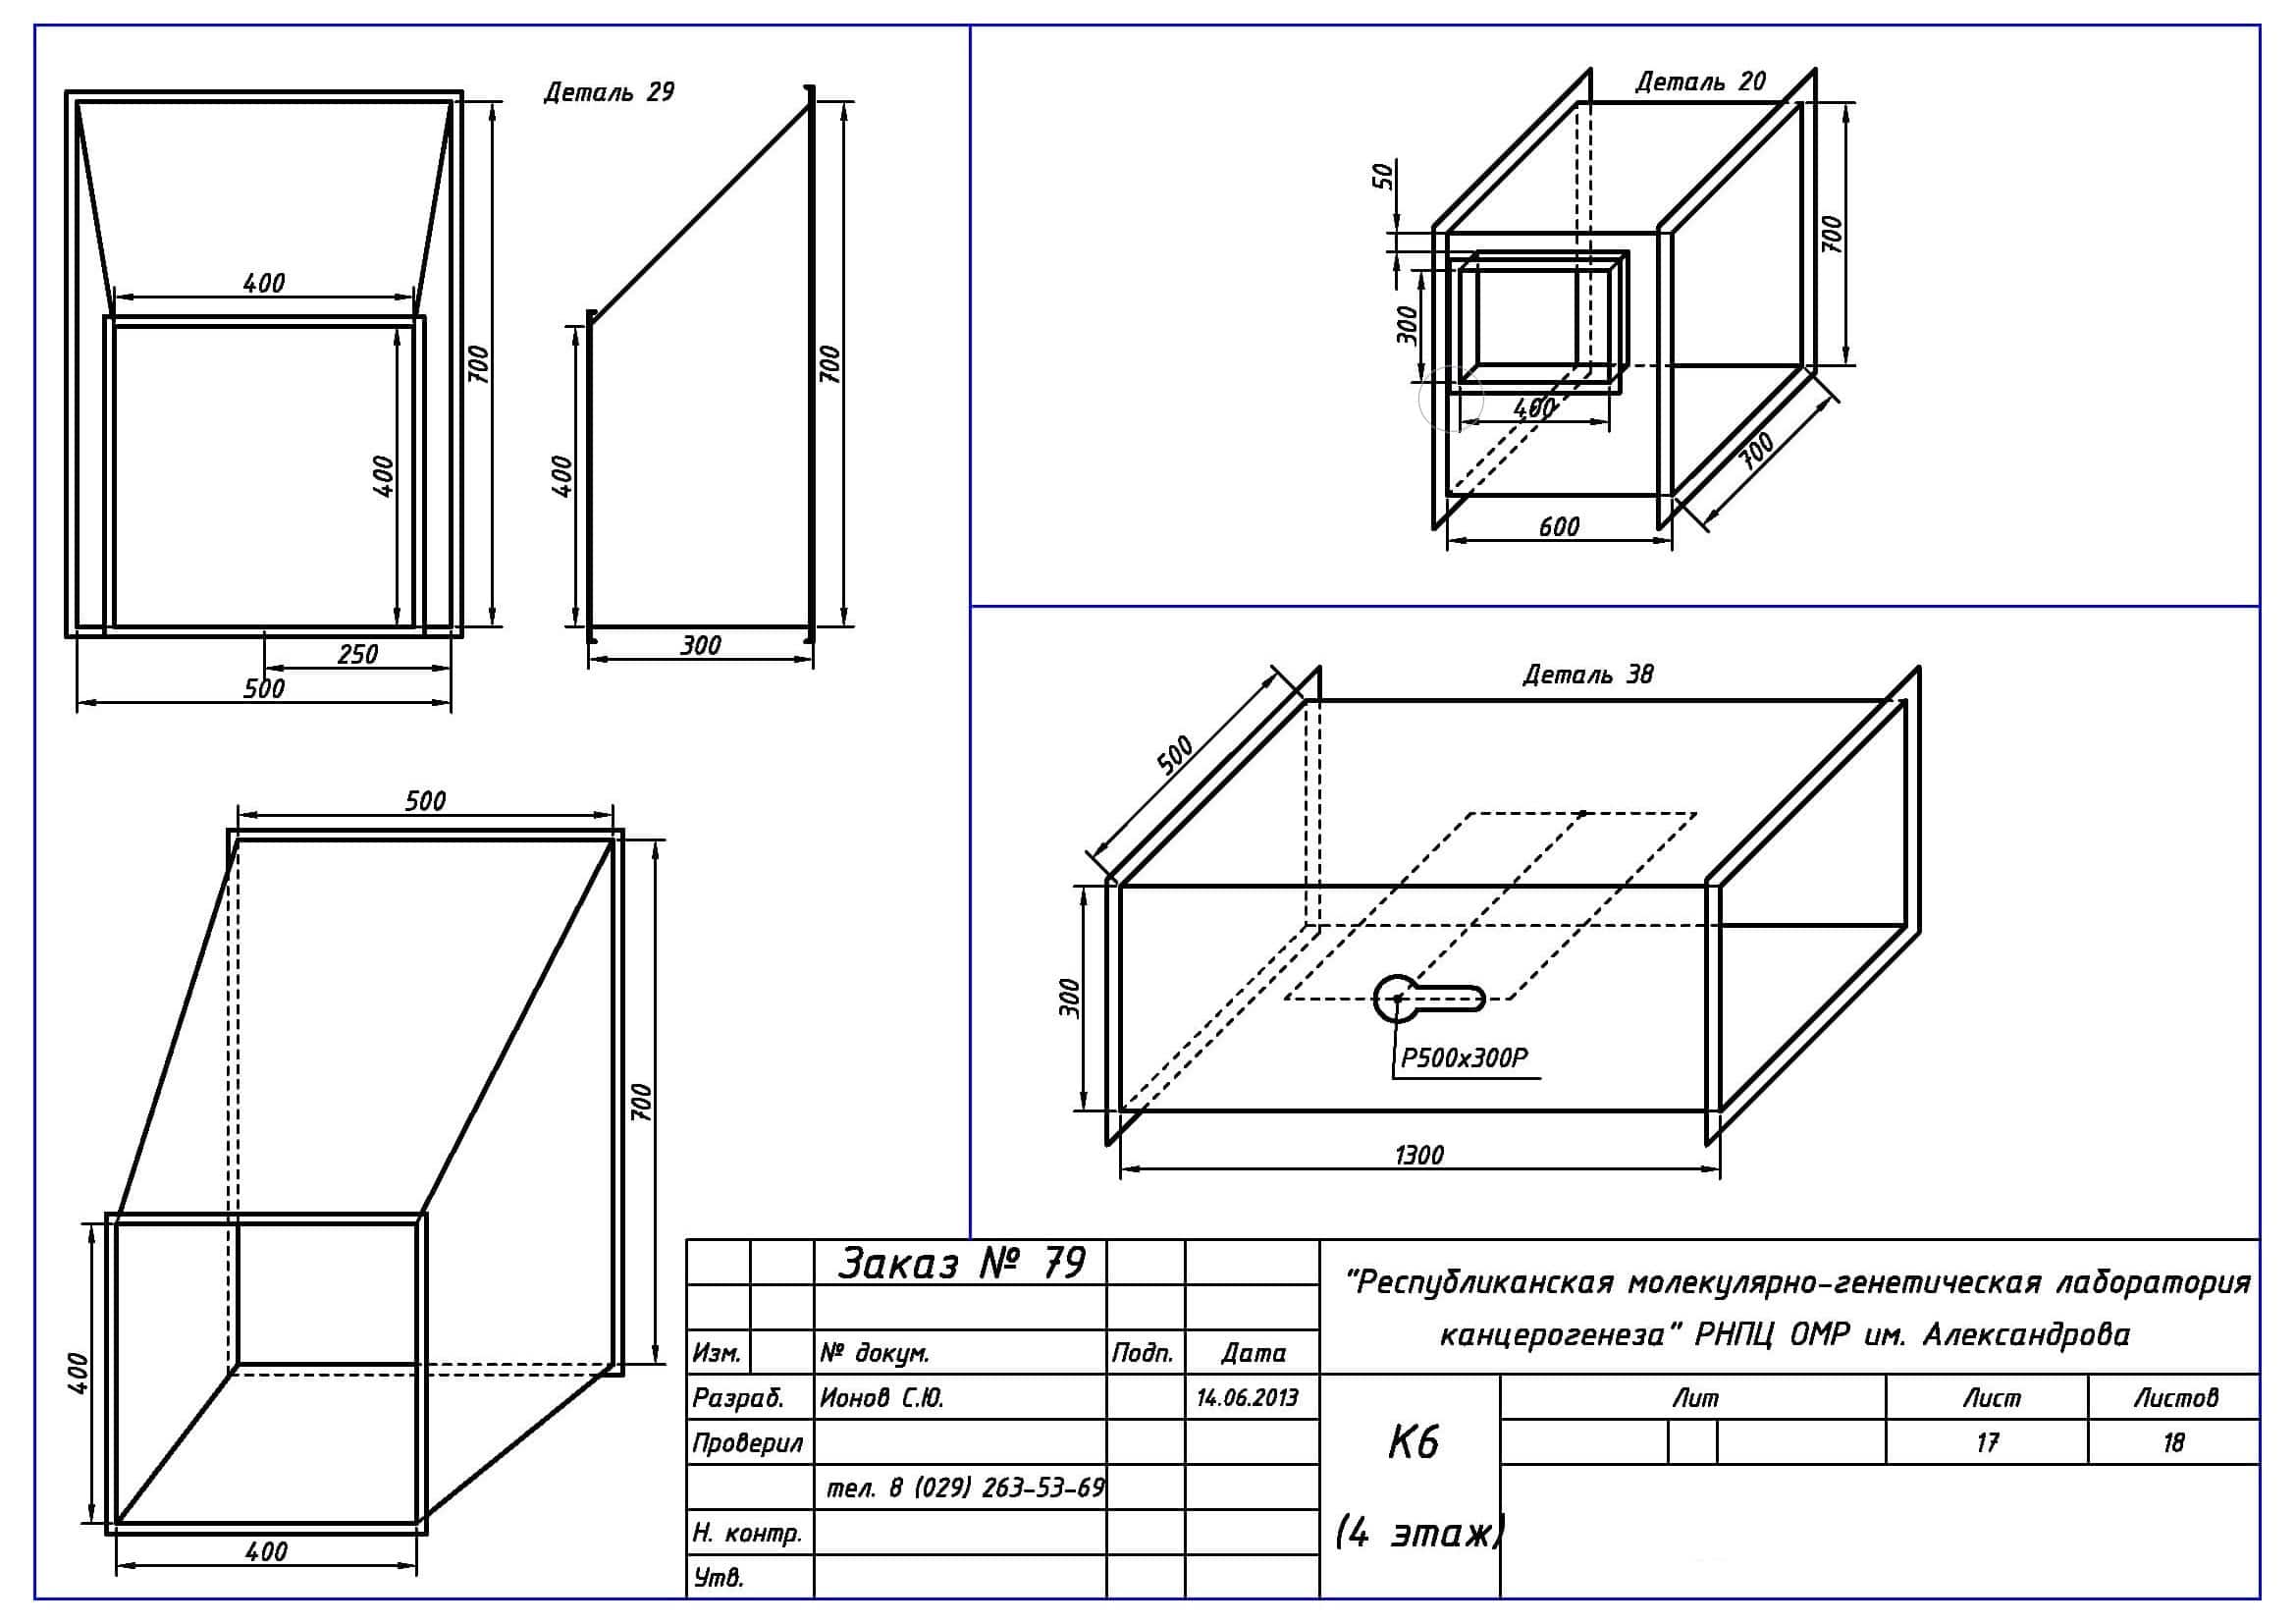 Деталь 29
400
700
400
250
500
400
700
300
500
700
400
400
Деталь 20
50
300
400
700
700
600
Деталь 38
500
300
Р500х300Р
1300
Заказ № 79
Изм.
№ докум.
Подп.
Дата
Разраб.
Ионов С.Ю.
14.06.2013
Проверил
тел. 8 (029) 263-53-69
Н. контр.
Утв.
"Республиканская молекулярно-генетическая лаборатория
канцерогенеза" РНПЦ ОМР им. Александрова
К6
(4 этаж)
Лит
Лист
Листов
17
18